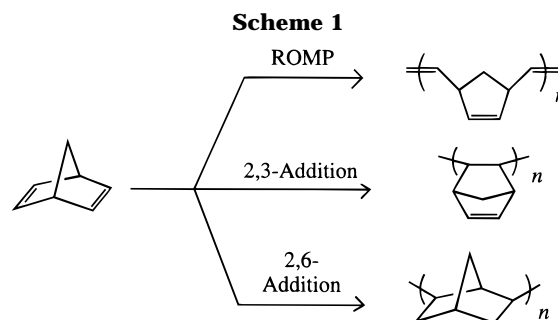 Scheme 1
ROMP
n
2,3-Addition
n
2,6-
Addition
n